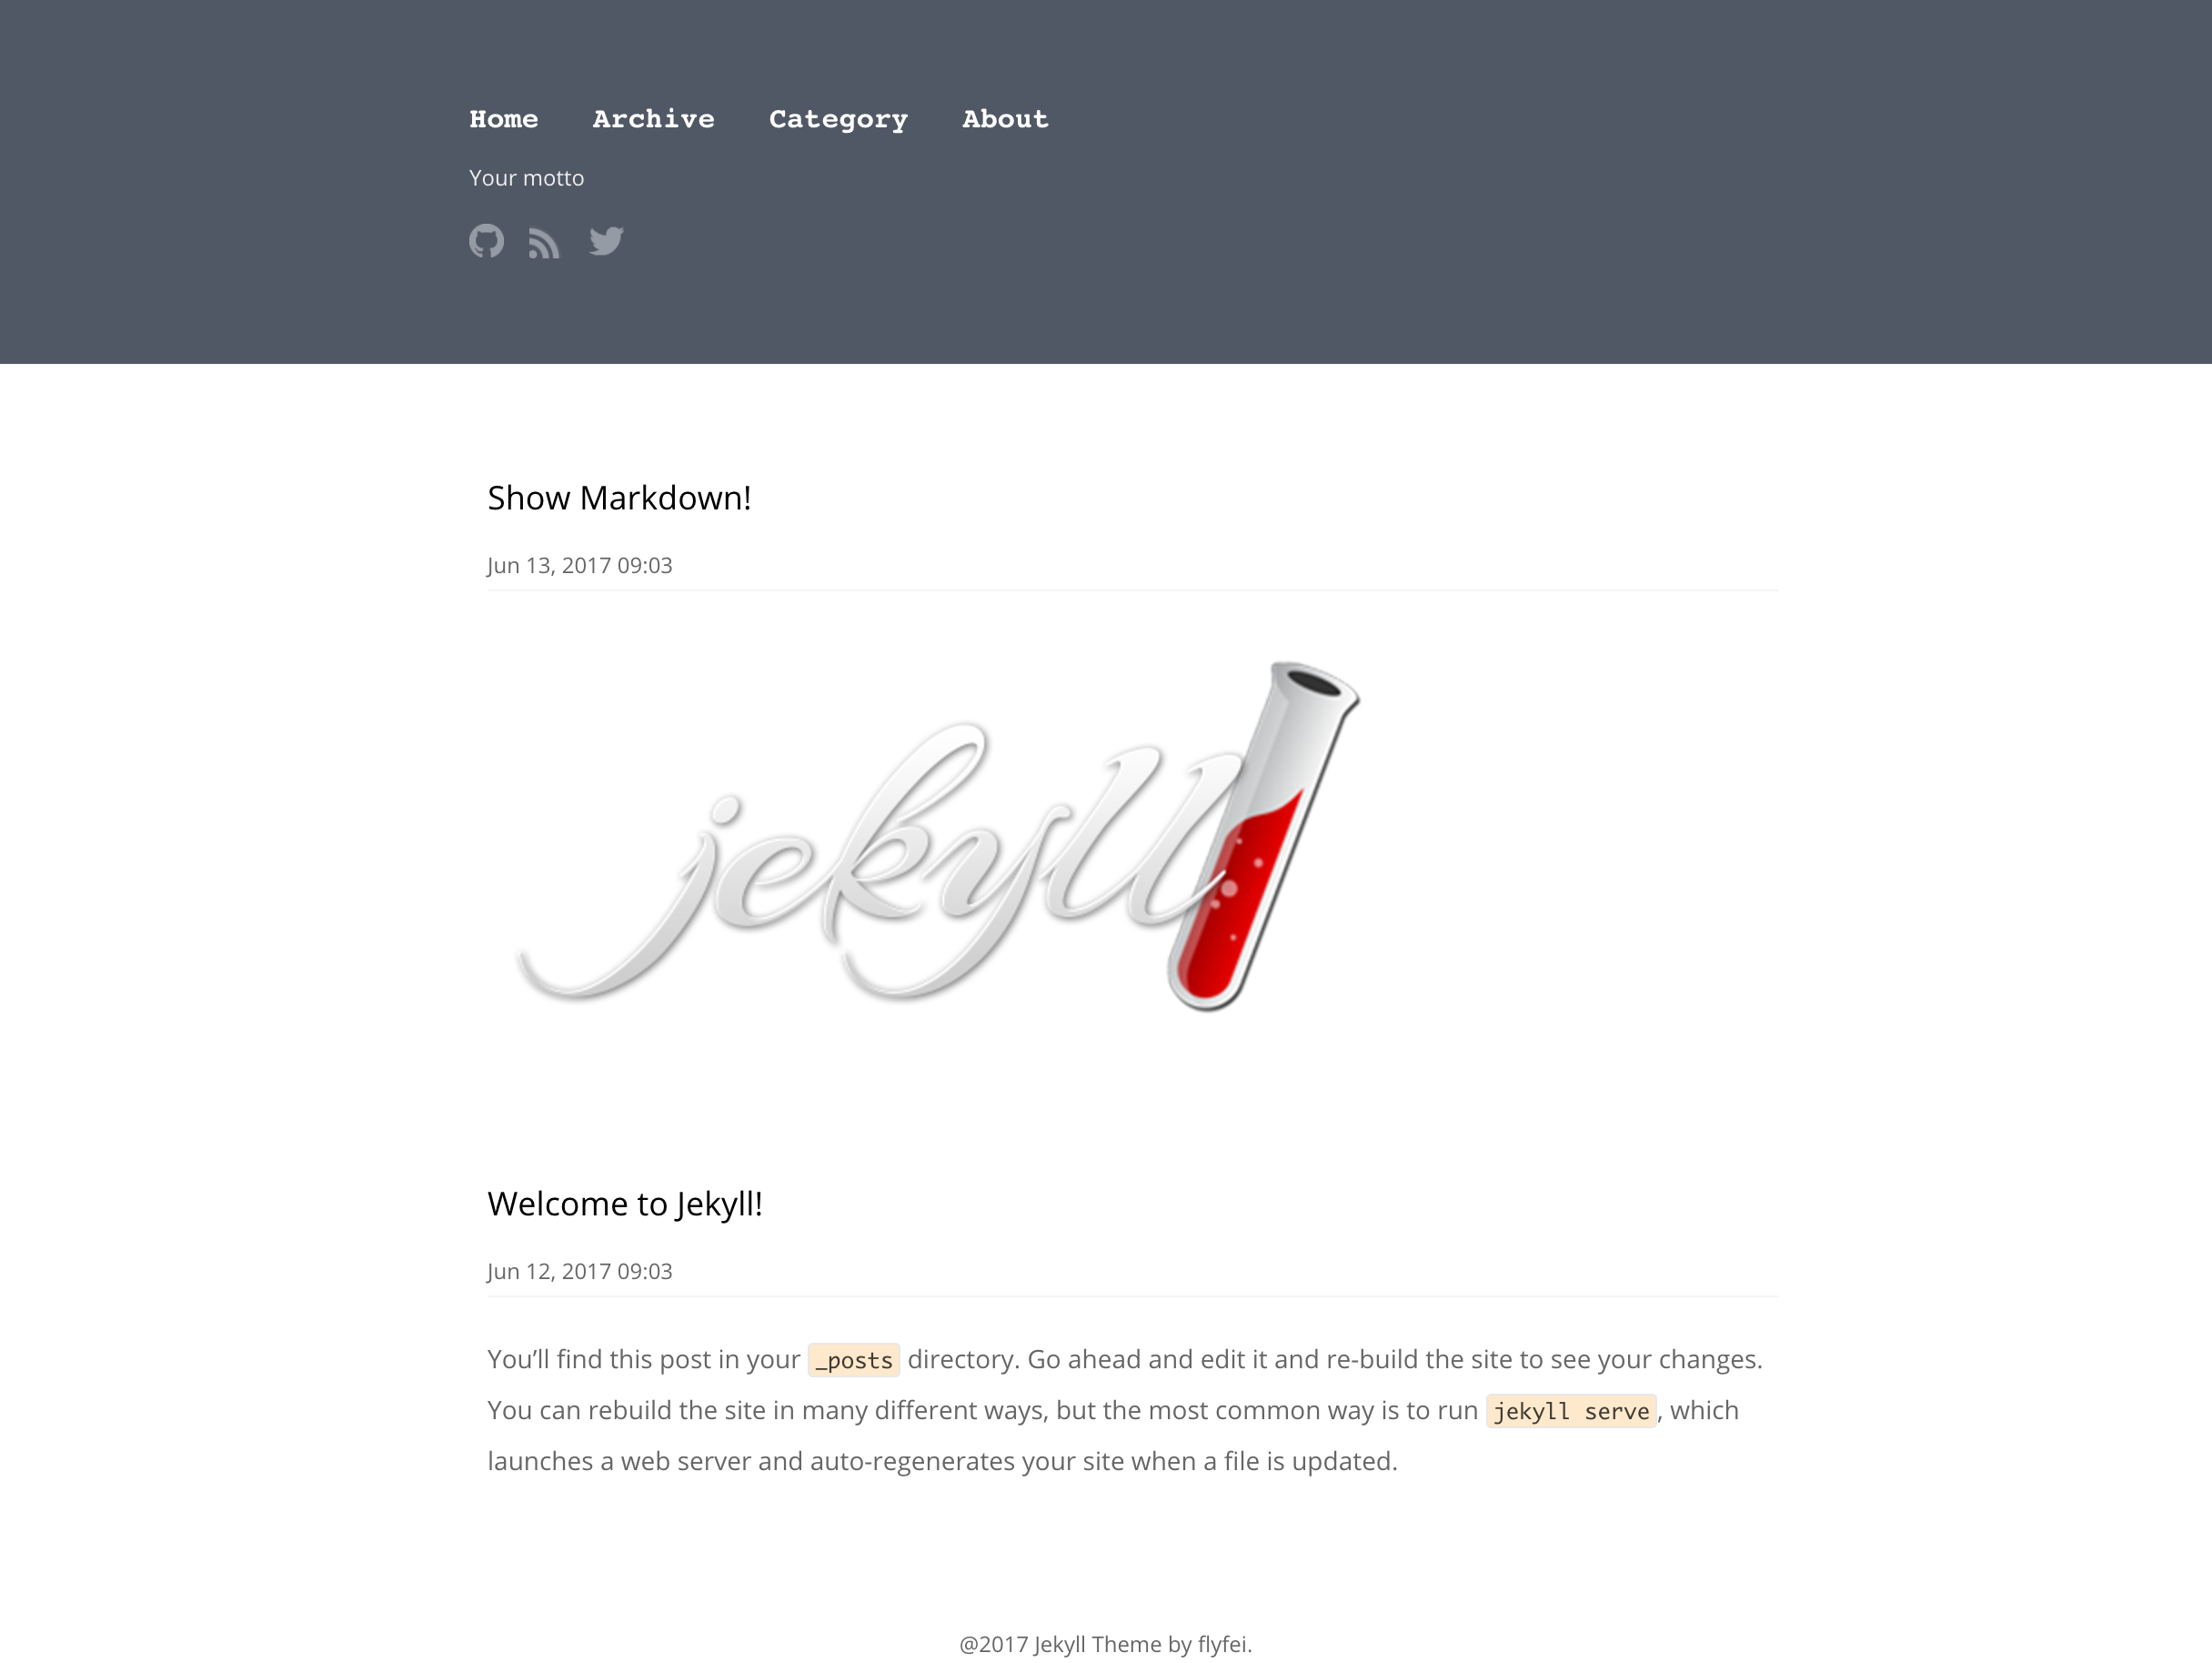 Home Archive Category About
Your motto
Show Markdown!
Jun 13, 2017 09:03
jekyll
Welcome to Jekyll!
Jun 12, 2017 09:03
You’ll find this post in your _posts directory. Go ahead and edit it and re-build the site to see your changes.
You can rebuild the site in many different ways, but the most common way is to run jekyll serve, which
launches a web server and auto-regenerates your site when a file is updated.
@2017 Jekyll Theme by flyfei.